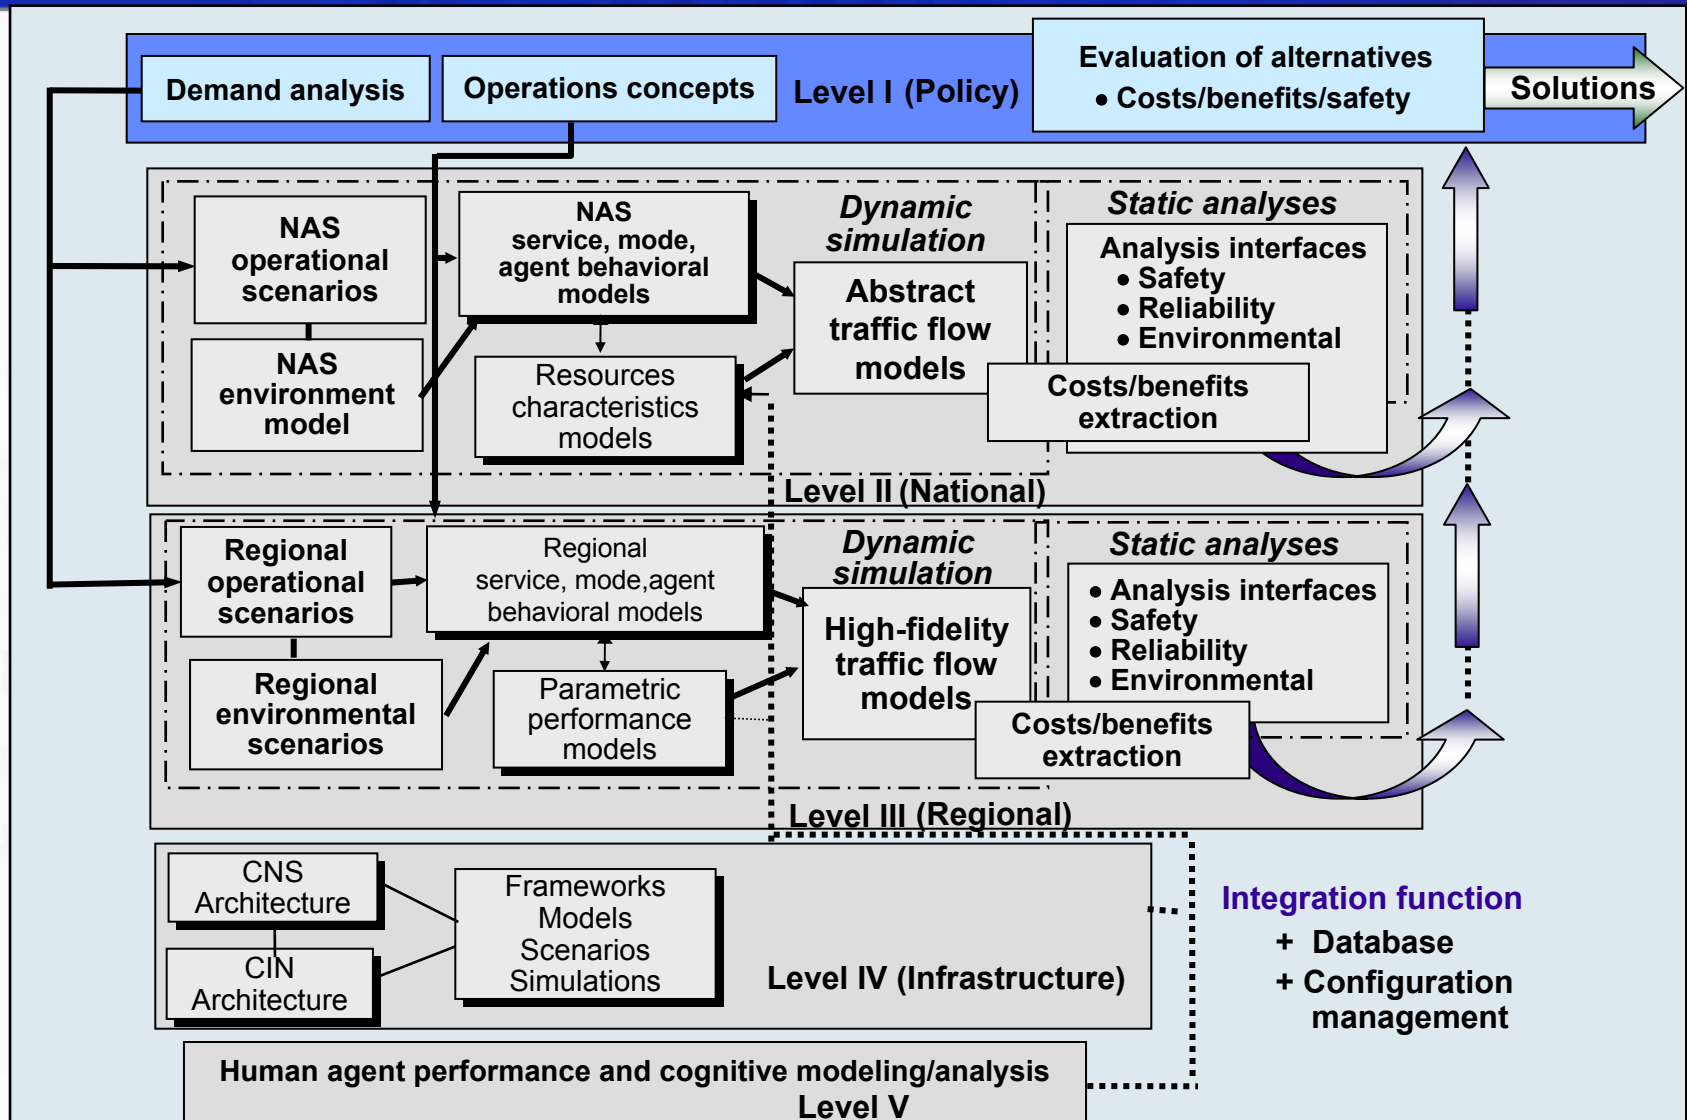 Demand analysis
Operations concepts
Level I (Policy)
Evaluation of alternatives
• Costs/benefits/safety
Solutions
NAS
operational
scenarios
NAS
environment
model
NAS
service, mode,
agent behavioral
models
Resources
characteristics
models
Dynamic
simulation
Abstract
traffic flow
models
Static analyses
Analysis interfaces
• Safety
• Reliability
• Environmental
Costs/benefits
extraction
Level II (National)
Regional
operational
scenarios
Regional
environmental
scenarios
Regional
service, mode,agent
behavioral models
Parametric
performance
models
Dynamic
simulation
High-fidelity
traffic flow
models
Static analyses
• Analysis interfaces
• Safety
• Reliability
• Environmental
Costs/benefits
extraction
Level III (Regional)
CNS
Architecture
CIN
Architecture
Frameworks
Models
Scenarios
Simulations
Level IV (Infrastructure)
Integration function
+ Database
+ Configuration
management
Human agent performance and cognitive modeling/analysis
Level V